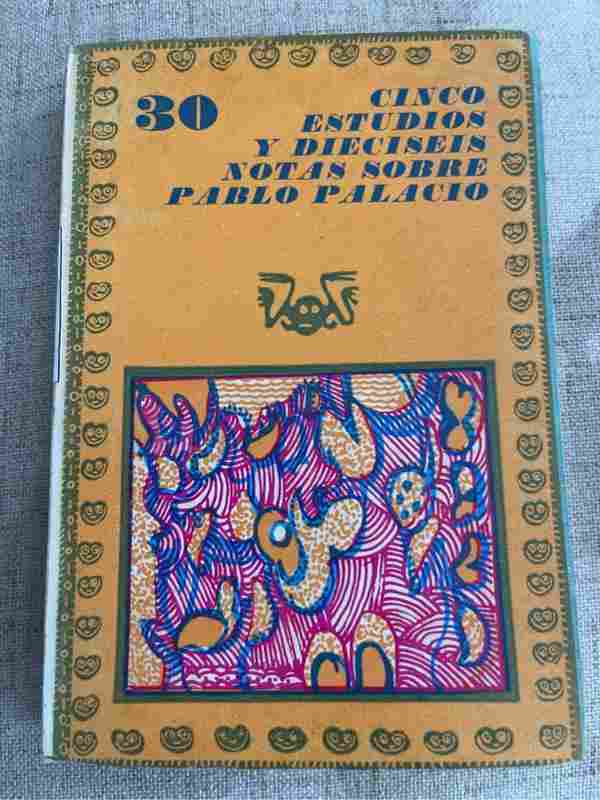 30
CINCO
ESTUDIOS
Y DIECISEIS
NOTAS SOBRE
PABLO PALACIO